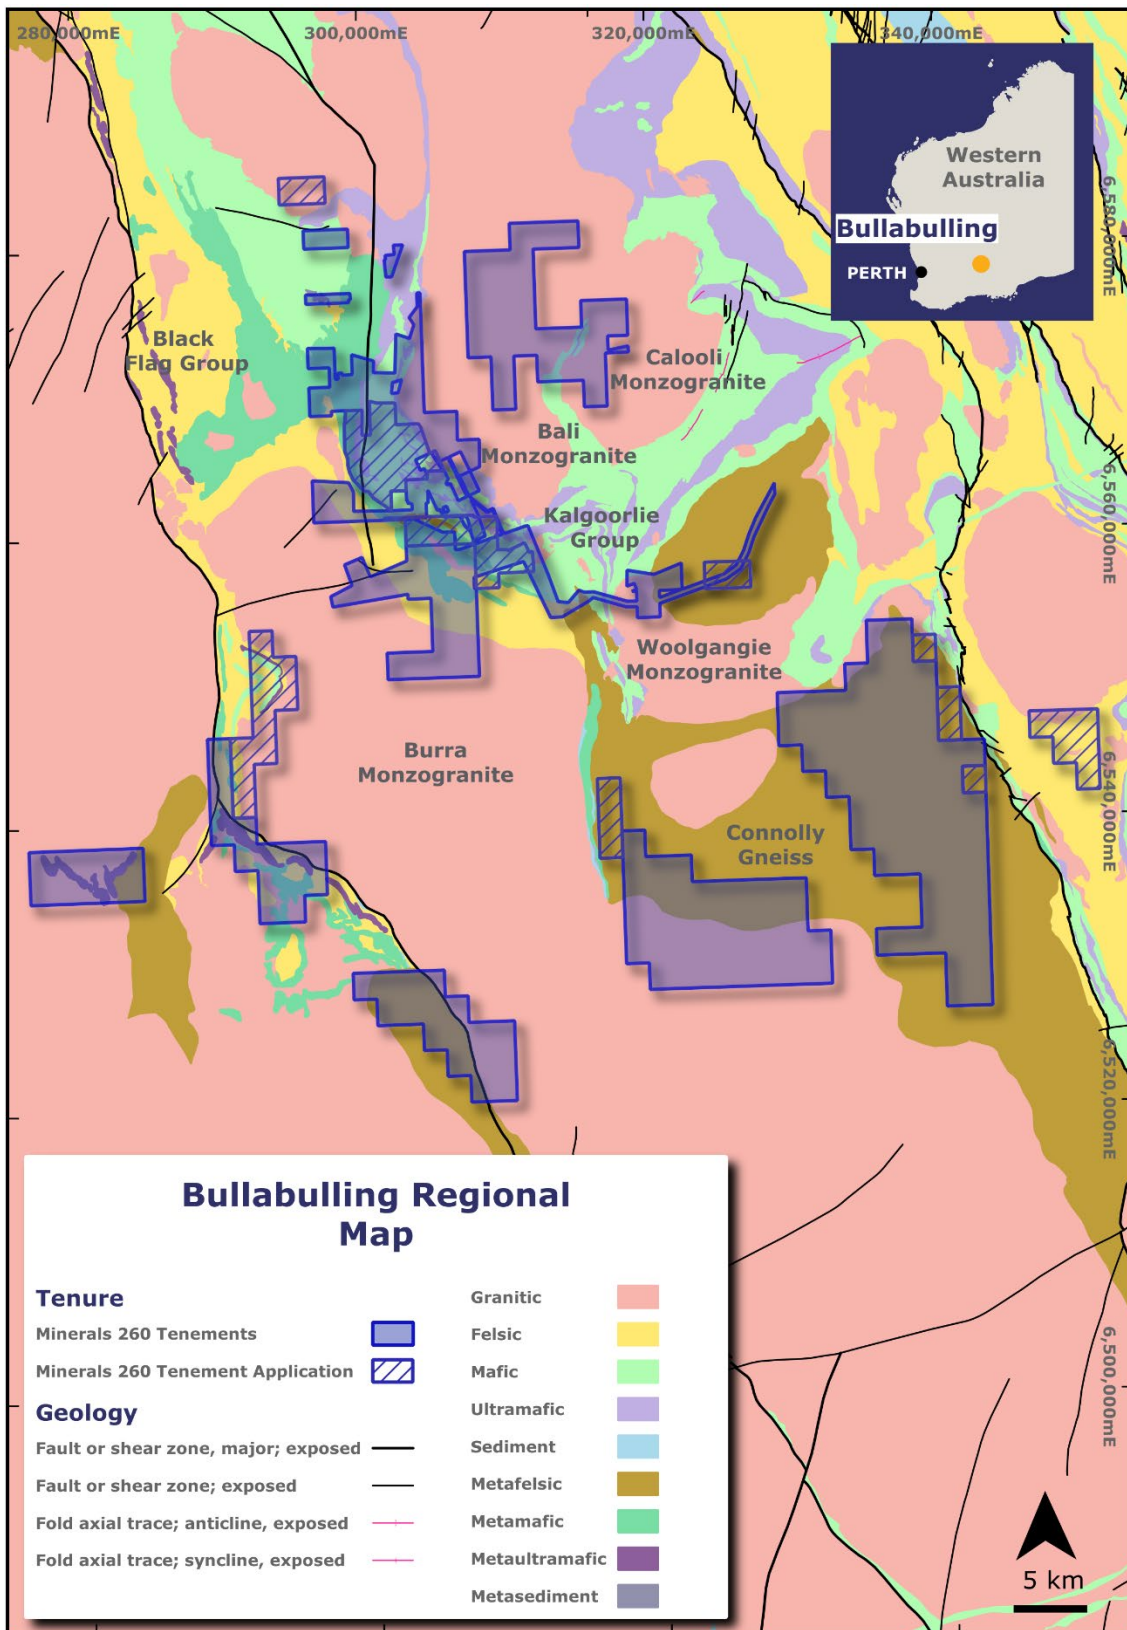 280,000mE
300,000mE
320,000mE
340,000mE
Western
Australia
Bullabulling
PERTH
6,580,000mE
Black
Flag Group
Calooli
Monzogranite
Bali
Monzogranite
6,560,000mE
Kalgoorlie
Group
Woolgangie
Monzogranite
Burra
Monzogranite
6,540,000mE
Connolly
Gneiss
6,520,000mE
Bullabulling Regional
Map
Tenure
Minerals 260 Tenements
Minerals 260 Tenement Application
Geology
Fault or shear zone, major; exposed
Fault or shear zone; exposed
Fold axial trace; anticline, exposed
Fold axial trace; syncline, exposed
Granitic
Felsic
Mafic
Ultramafic
Sediment
Metafelsic
Metamafic
Metaultramafic
Metasediment
6,500,000mE
5 km